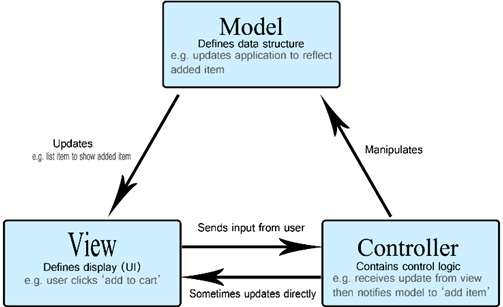 Model
Defines data structure
e.g. updates application to reflect
added item
Updates
e.g. list item to show added item
Manipulates
Sends input from user
View
Defines display (UI)
e.g. user clicks ‘add to cart’
Controller
Contains control logic
e.g. receives update from view
then notifies model to ‘add item’
Sometimes updates directly